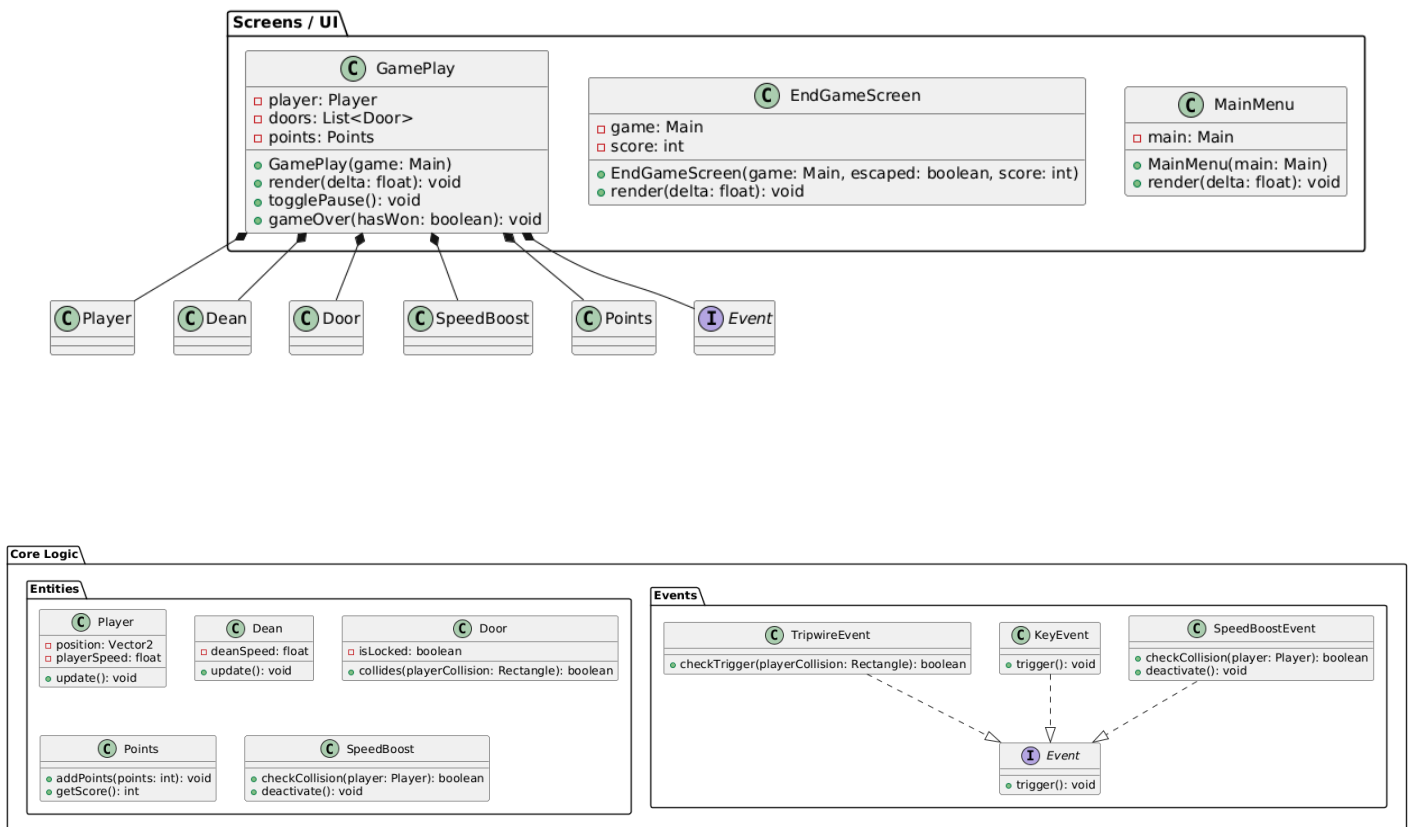 Screens / UI
C GamePlay
player: Player
doors: List<Door>
points: Points
GamePlay(game: Main)
render(delta: float): void
togglePause(): void
gameOver(hasWon: boolean): void
C EndGameScreen
game: Main
score: int
EndGameScreen(game: Main, escaped: boolean, score: int)
render(delta: float): void
C MainMenu
main: Main
MainMenu(main: Main)
render(delta: float): void
C Player
C Dean
C Door
C SpeedBoost
C Points
I Event
Core Logic
Entities
C Player
position: Vector2
playerSpeed: float
update(): void
C Dean
deanSpeed: float
update(): void
C Door
isLocked: boolean
collides(playerCollision: Rectangle): boolean
C Points
addPoints(points: int): void
getScore(): int
C SpeedBoost
checkCollision(player: Player): boolean
deactivate(): void
Events
C TripwireEvent
checkTrigger(playerCollision: Rectangle): boolean
C KeyEvent
trigger(): void
C SpeedBoostEvent
checkCollision(player: Player): boolean
deactivate(): void
I Event
trigger(): void